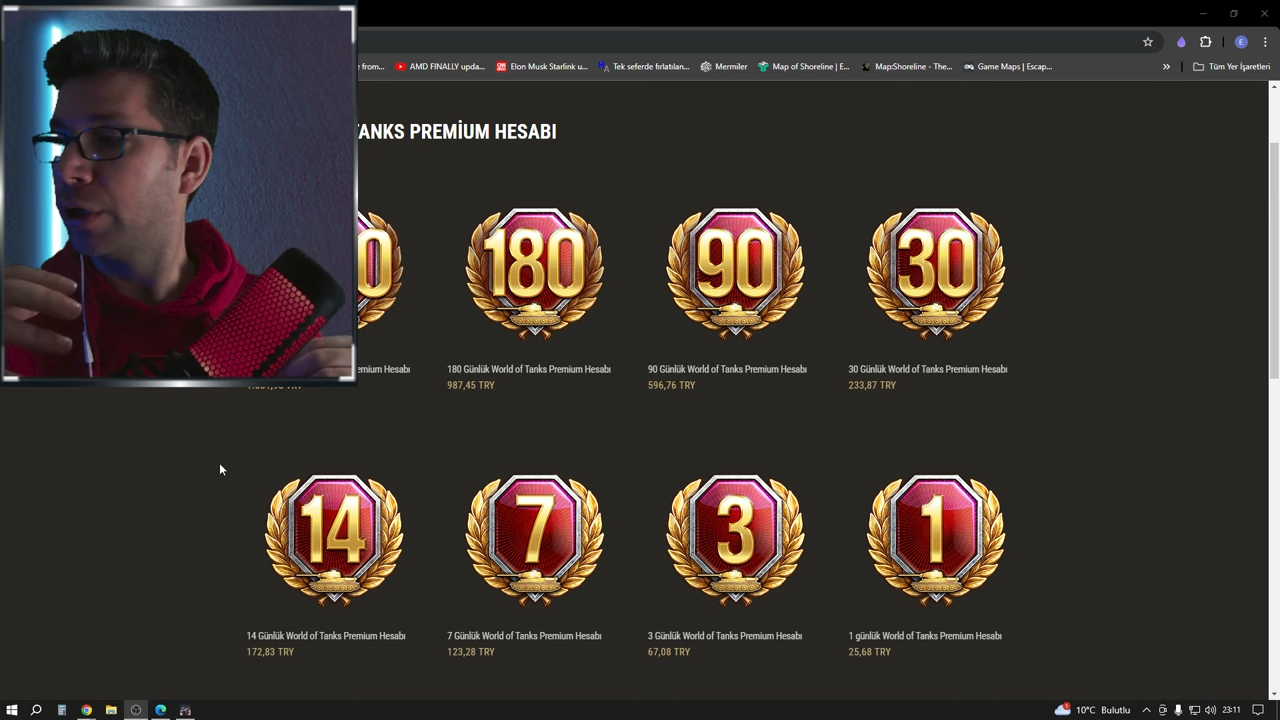 e from...
AMD FINALLY upda...
Elon Musk Starlink u...
Tek seferde fırlatılan...
Mermiler
Map of Shoreline | E...
Map:Shoreline - The...
Game Maps | Escap...
»
Tüm Yer İşaretleri
E
TANKS PREMİUM HESABI
0
180
90
30
emium Hesabı
180 Günlük World of Tanks Premium Hesabı
90 Günlük World of Tanks Premium Hesabı
30 Günlük World of Tanks Premium Hesabı
TRY
987,45 TRY
596,76 TRY
233,87 TRY
14
7
3
1
14 Günlük World of Tanks Premium Hesabı
7 Günlük World of Tanks Premium Hesabı
3 Günlük World of Tanks Premium Hesabı
1 günlük World of Tanks Premium Hesabı
172,83 TRY
123,28 TRY
67,08 TRY
25,68 TRY
1
10°C Bulutlu
23:11